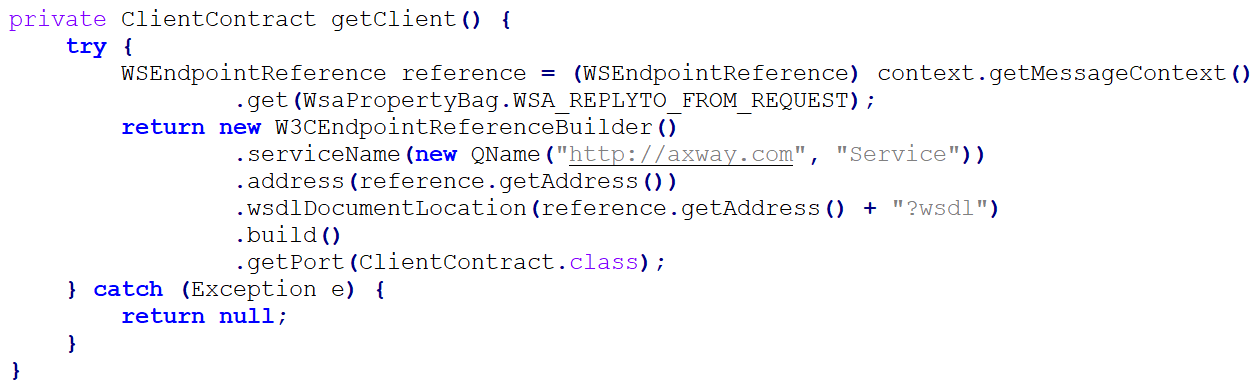 private ClientContract getClient() {
    try {
        WSEndpointReference reference = (WSEndpointReference) context.getMessageContext()
                .get(WsaPropertyBag.WSA_REPLYTO_FROM_REQUEST);
        return new W3CEndpointReferenceBuilder()
                .serviceName(new QName("http://axway.com", "Service"))
                .address(reference.getAddress())
                .wsdlDocumentLocation(reference.getAddress() + "?wsdl")
                .build()
                .getPort(ClientContract.class);
    } catch (Exception e) {
        return null;
    }
}